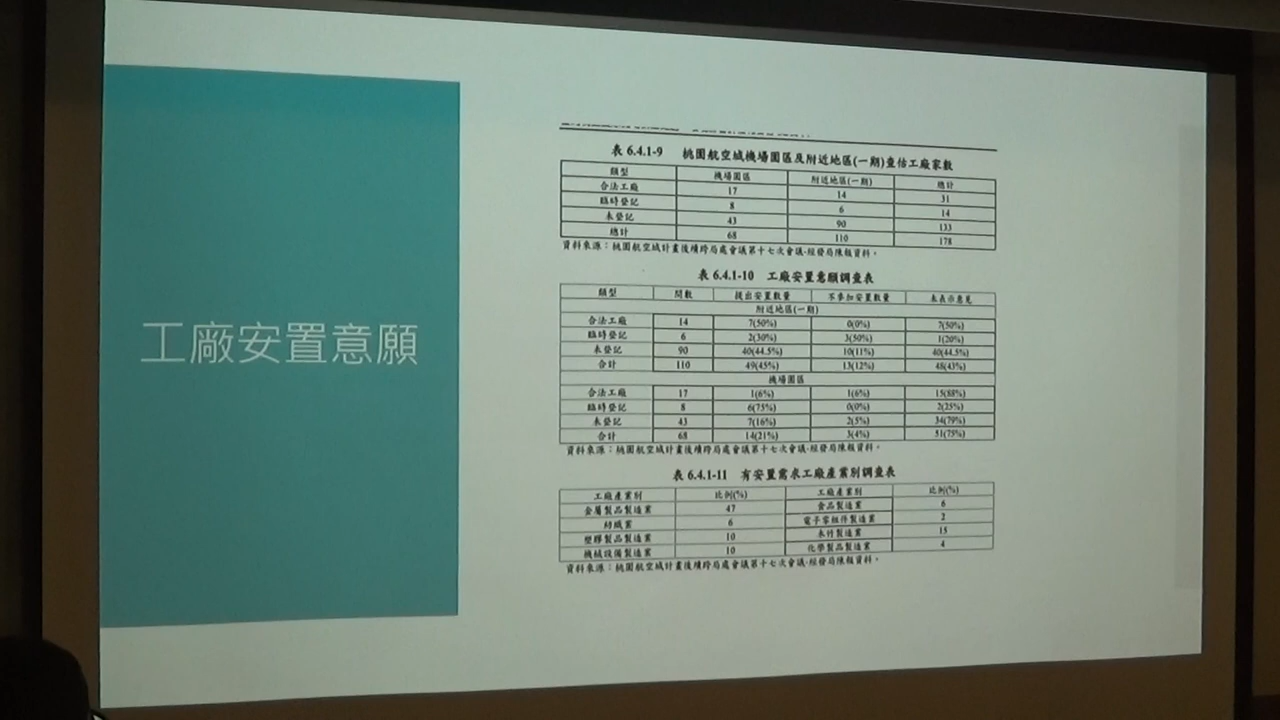 工廠安置意願
表 6.4.1-9 桃園航空城機場園區及附近地區(一期)查估工廠家數
類型 機場園區 附近地區(一期) 總計
合法工廠 17 14 31
臨時登記 8 6 14
未登記 43 90 133
總計 68 110 178
資料來源：桃園航空城計畫後續跨局處會議第十七次會議-經發局陳報資料。
表 6.4.1-10 工廠安置意願調查表
類型 間數 提出安置數量 不參加安置數量 未表示意見
附近地區(一期)
合法工廠 14 7(50%) 0(0%) 7(50%)
臨時登記 6 2(30%) 3(50%) 1(20%)
未登記 90 40(44.5%) 10(11%) 40(44.5%)
合計 110 49(45%) 13(12%) 48(43%)
機場園區
合法工廠 17 1(6%) 1(6%) 15(88%)
臨時登記 8 6(75%) 0(0%) 2(25%)
未登記 43 7(16%) 2(5%) 34(79%)
合計 68 14(21%) 3(4%) 51(75%)
資料來源：桃園航空城計畫後續跨局處會議第十七次會議-經發局陳報資料。
表 6.4.1-11 有安置需求工廠產業別調查表
工廠產業別 比例(%) 工廠產業別 比例(%)
金屬製品製造業 47 食品製造業 6
紡織業 6 電子零組件製造業 2
塑膠製品製造業 10 木竹製造業 15
機械設備製造業 10 化學製品製造業 4
資料來源：桃園航空城計畫後續跨局處會議第十七次會議-經發局陳報資料。